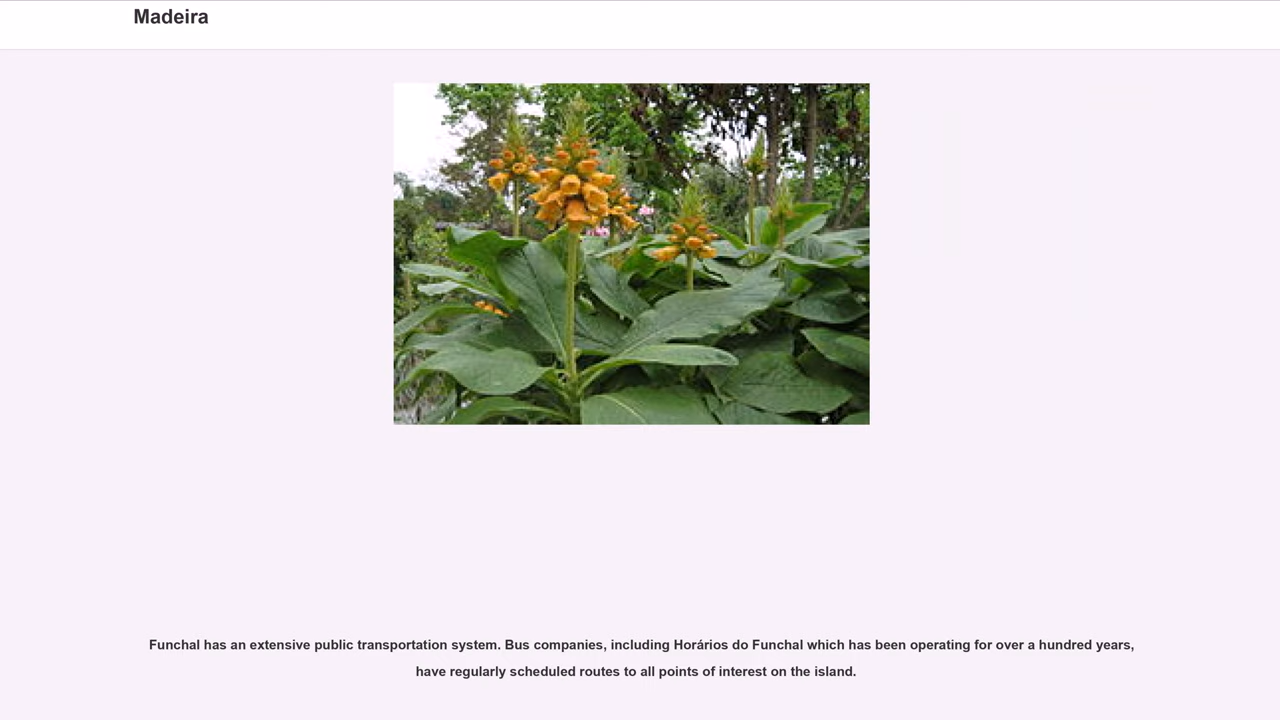 Madeira
Funchal has an extensive public transportation system. Bus companies, including Horários do Funchal which has been operating for over a hundred years,
have regularly scheduled routes to all points of interest on the island.